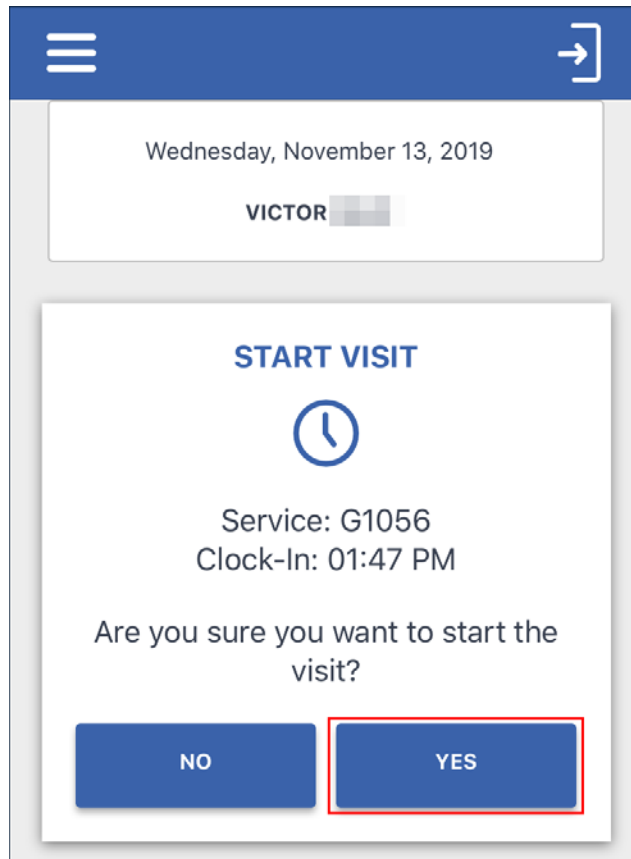 Wednesday, November 13, 2019
VICTOR
START VISIT
Service: G1056
Clock-In: 01:47 PM
Are you sure you want to start the
visit?
NO
YES